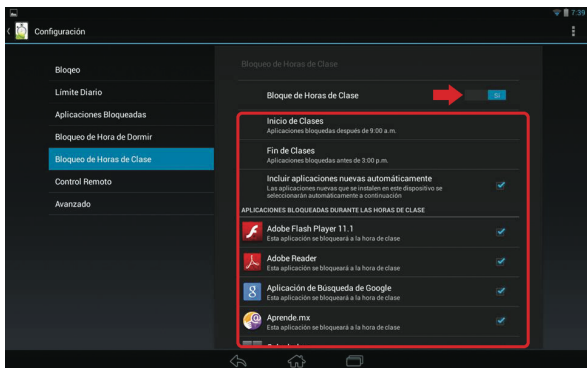 7:39
Configuración
Bloqueo de Horas de Clase
Bloqeo
Límite Diario
Aplicaciones Bloqueadas
Bloqueo de Hora de Dormir
Bloqueo de Horas de Clase
Control Remoto
Avanzado
Bloque de Horas de Clase
Sí
Inicio de Clases
Aplicaciones bloqueadas después de 9:00 a.m.
Fin de Clases
Aplicaciones bloqueadas antes de 3:00 p.m.
Incluir aplicaciones nuevas automáticamente
Las aplicaciones nuevas que se instalen en este dispositivo se
seleccionarán automáticamente a continuación
APLICACIONES BLOQUEADAS DURANTE LAS HORAS DE CLASE
Adobe Flash Player 11.1
Esta aplicación se bloqueará a la hora de clase
Adobe Reader
Esta aplicación se bloqueará a la hora de clase
Aplicación de Búsqueda de Google
Esta aplicación se bloqueará a la hora de clase
Aprende.mx
Esta aplicación se bloqueará a la hora de clase